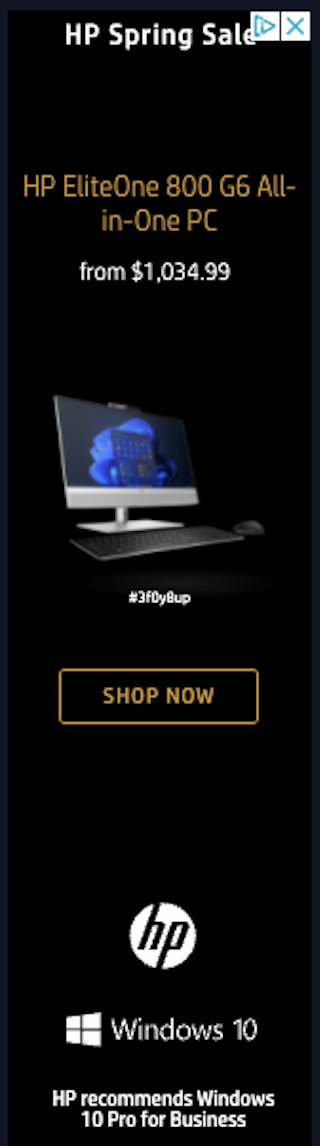 HP Spring Sale
HP EliteOne 800 G6 All-
in-One PC
from $1,034.99
#3f0y8up
SHOP NOW
hp
Windows 10
HP recommends Windows
10 Pro for Business